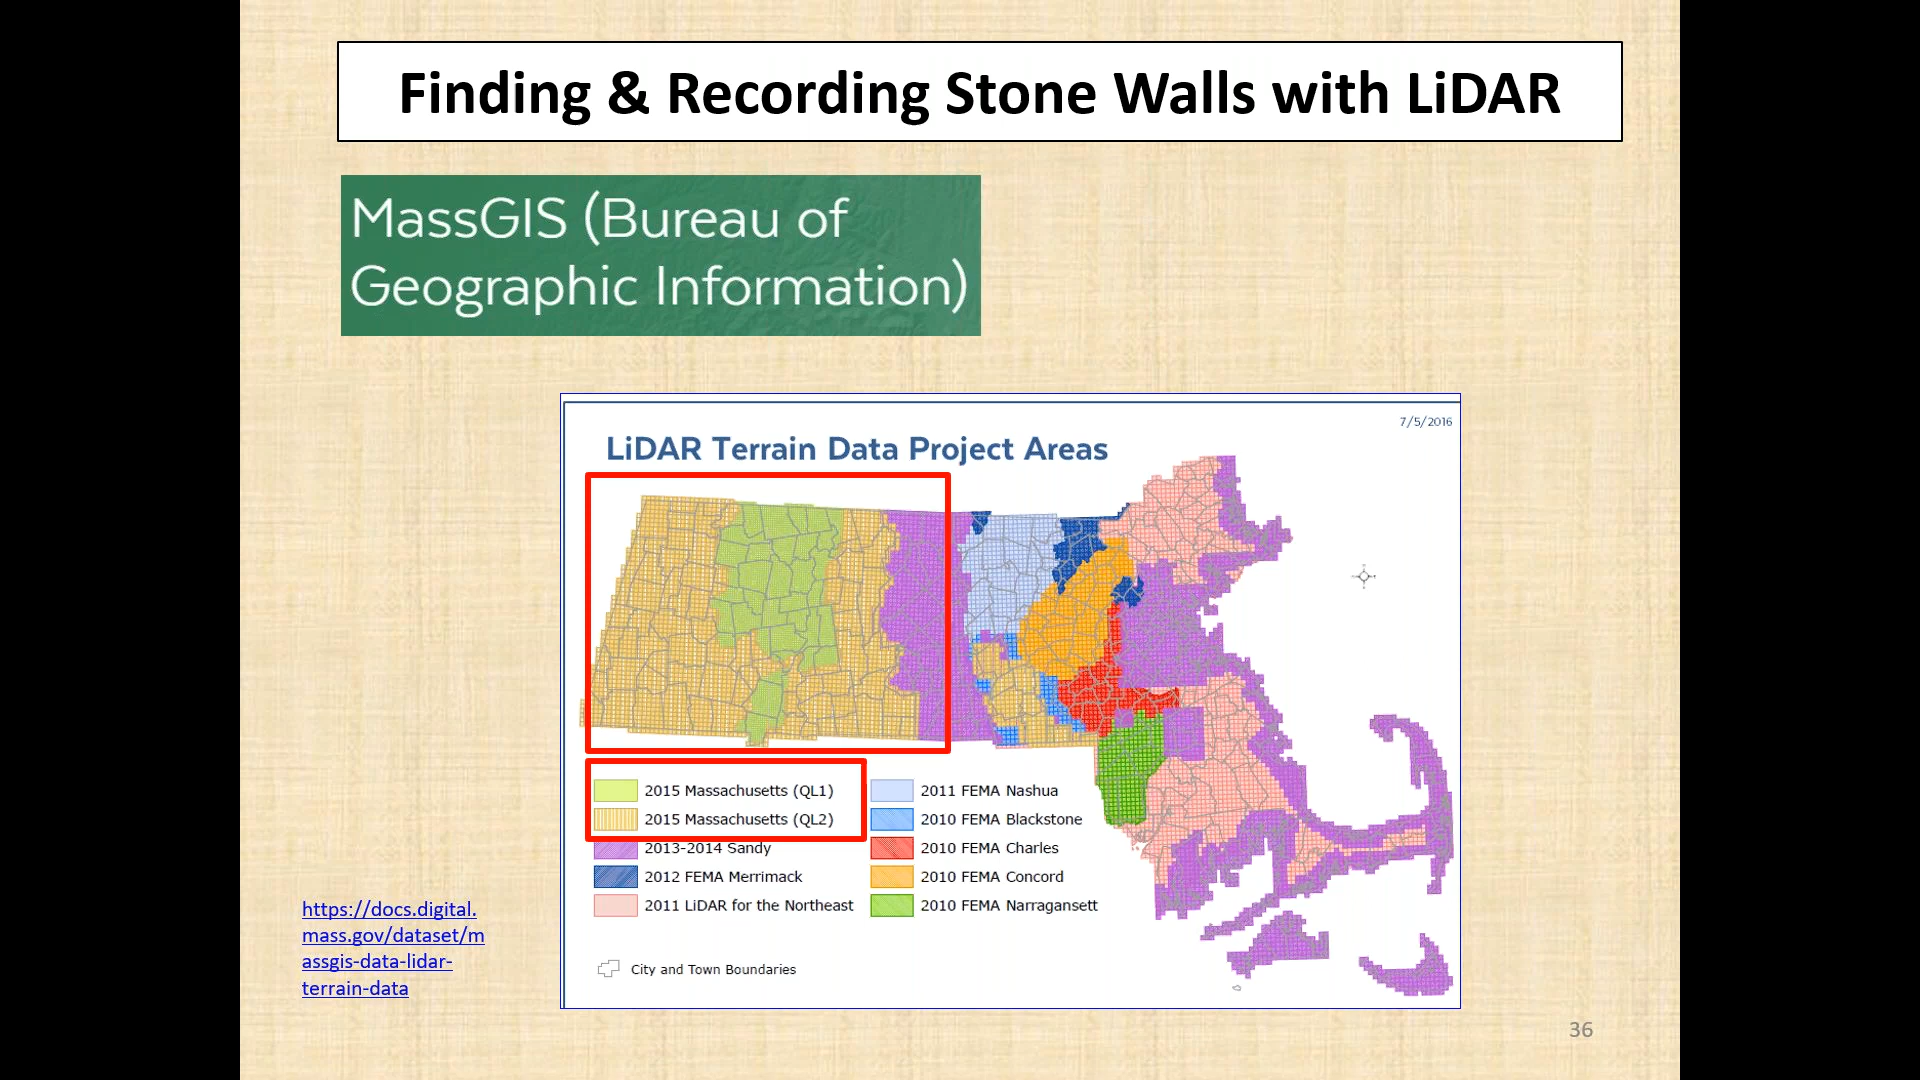 Finding & Recording Stone Walls with LiDAR
MassGIS (Bureau of
Geographic Information)
7/5/2016
LiDAR Terrain Data Project Areas
2015 Massachusetts (QL1)
2015 Massachusetts (QL2)
2013-2014 Sandy
2012 FEMA Merrimack
2011 LiDAR for the Northeast
2011 FEMA Nashua
2010 FEMA Blackstone
2010 FEMA Charles
2010 FEMA Concord
2010 FEMA Narragansett
City and Town Boundaries
https://docs.digital.
mass.gov/dataset/m
assgis-data-lidar-
terrain-data
36